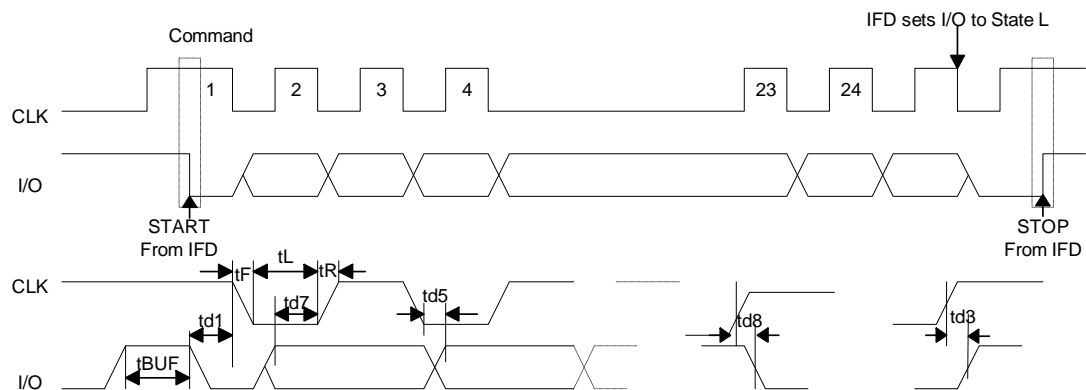 IFD sets I/O to State L
Command
CLK
1
2
3
4
23
24
I/O
START
From IFD
STOP
From IFD
CLK
tF
tL
tR
td7
td5
td1
td8
td3
tBUF
I/O